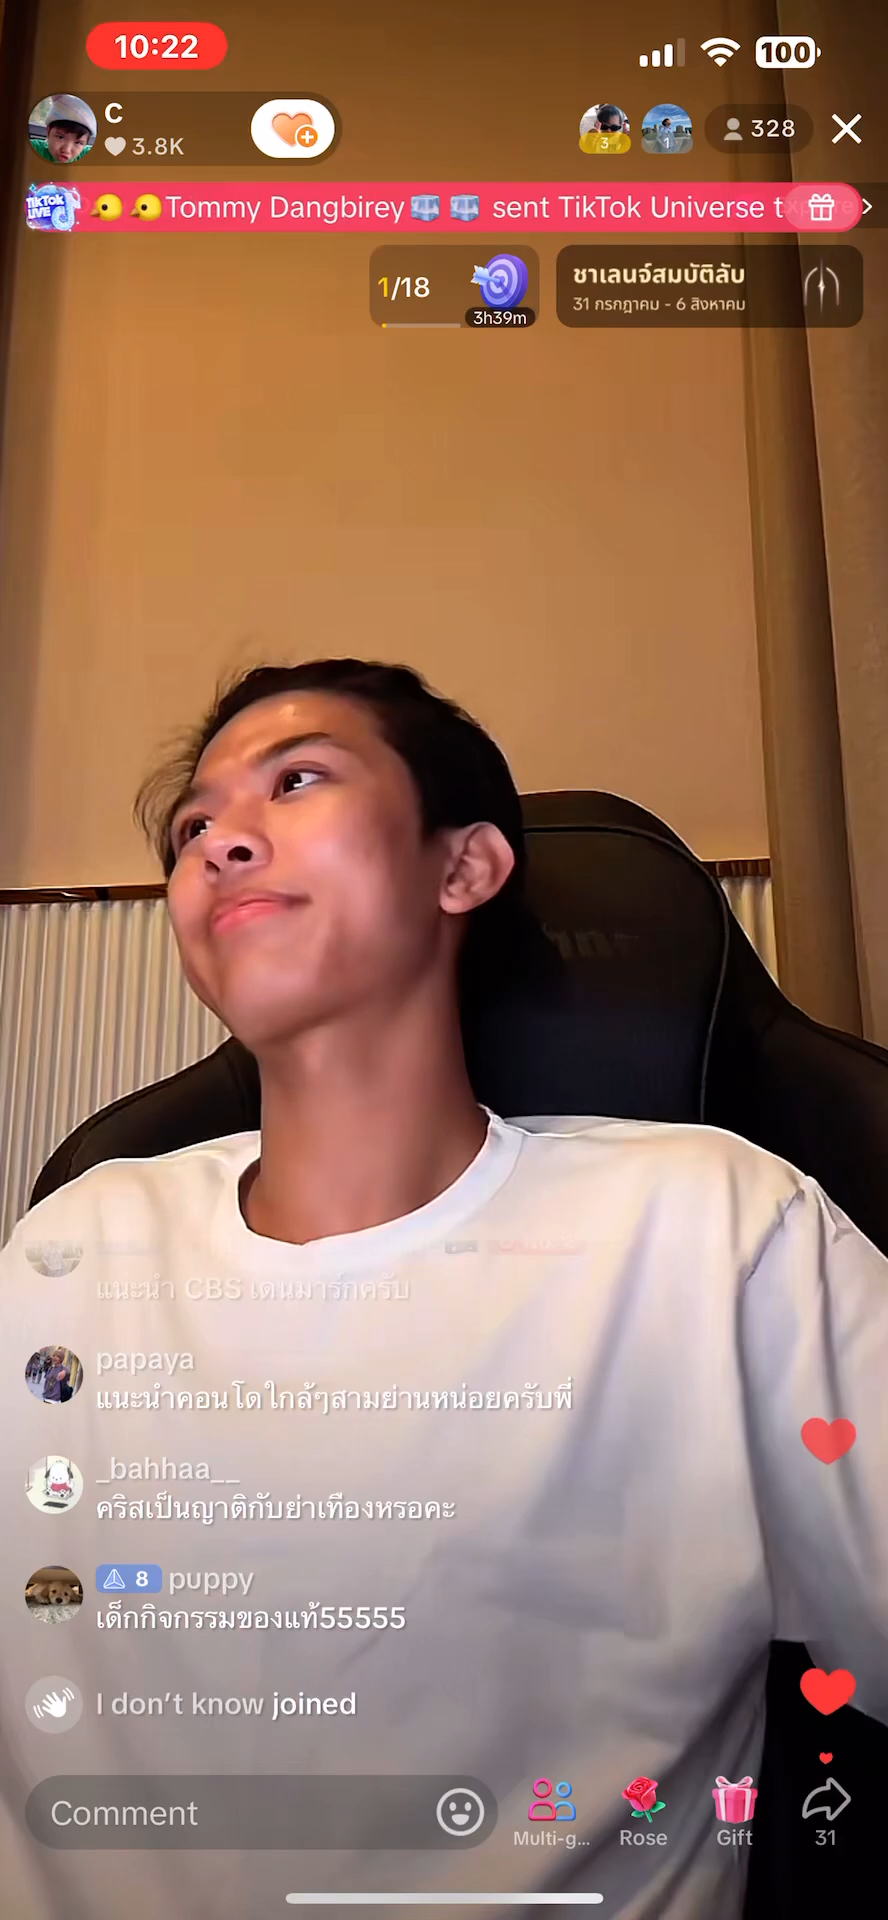 10:22
100
C
3.8K
3
1
328
TikTok
LIVE
Tommy Dangbirey sent TikTok Universe t
1/18
3h39m
ชาเลนจ์สมบัติลับ
31 กรกฎาคม - 6 สิงหาคม
แนะนำ CBS เดนมาร์กครับ
papaya
แนะนำคอนโดใกล้ๆสามย่านหน่อยครับพี่
_bahhaa__
คริสเป็นญาติกับย่าเทืองหรอคะ
8 puppy
เด็กกิจกรรมของแท้55555
I don't know joined
Comment
Multi-g...
Rose
Gift
31